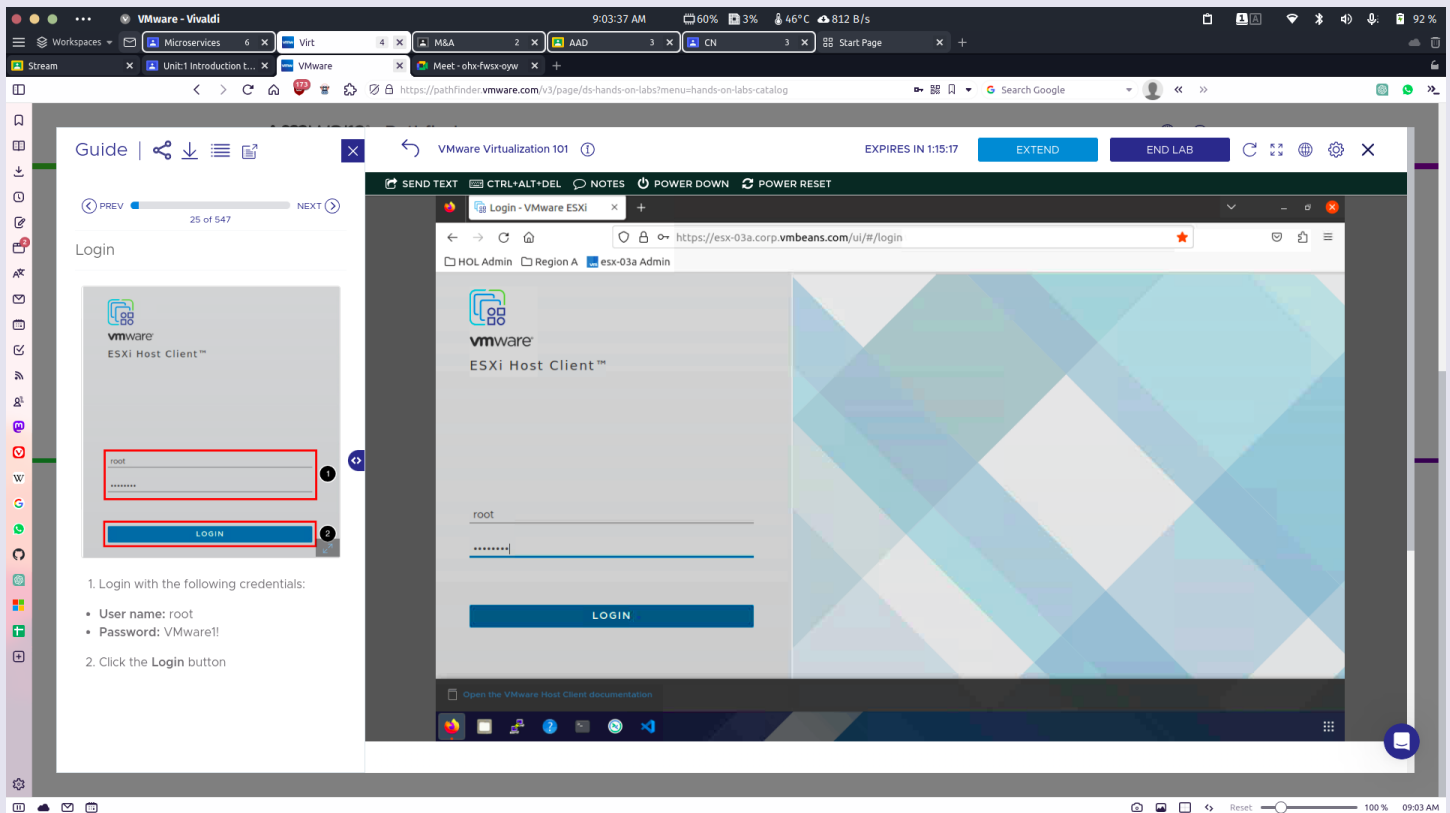 VMware - Vivaldi
9:03:37 AM
60% 3% 46°C 812 B/s
1 A
92 %
Workspaces
Microservices 6
Virt 4
M&A 2
AAD 3
CN 3
Start Page
Stream
Unit:1 Introduction t...
VMware
Meet - ohx-fwsx-oyw
173
https://pathfinder.vmware.com/v3/page/ds-hands-on-labs?menu=hands-on-labs-catalog
Search Google
Guide
VMware Virtualization 101
EXPIRES IN 1:15:17
EXTEND
END LAB
SEND TEXT
CTRL+ALT+DEL
NOTES
POWER DOWN
POWER RESET
PREV
NEXT
25 of 547
Login
vmware
ESXi Host Client™
root
••••••••
1
LOGIN
2
1. Login with the following credentials:
• User name: root
• Password: VMware1!
2. Click the Login button
Login - VMware ESXi
https://esx-03a.corp.vmbeans.com/ui/#/login
HOL Admin
Region A
esx-03a Admin
vmware
ESXi Host Client™
root
••••••••
LOGIN
Open the VMware Host Client documentation
2
Reset
100 %
09:03 AM